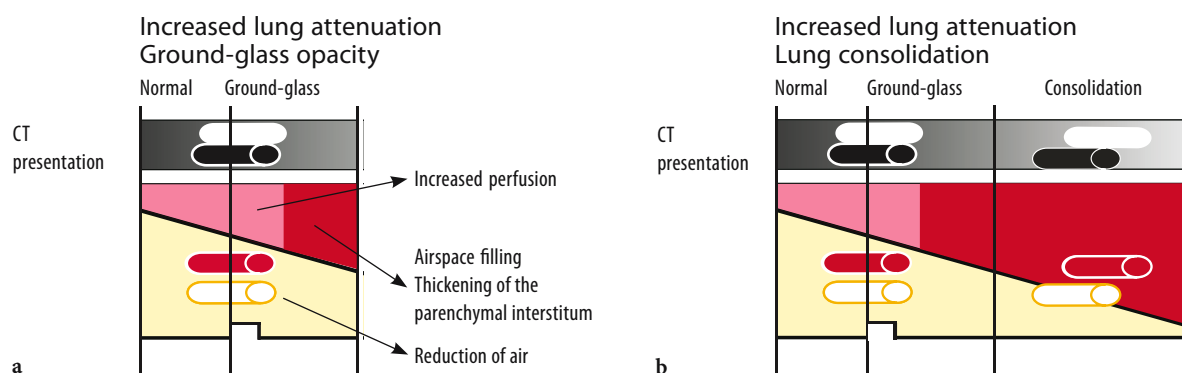 Increased lung attenuation
Ground-glass opacity
Normal Ground-glass
CT
presentation
Increased perfusion
Airspace filling
Thickening of the
parenchymal interstitum
Reduction of air
a
Increased lung attenuation
Lung consolidation
Normal Ground-glass Consolidation
CT
presentation
b